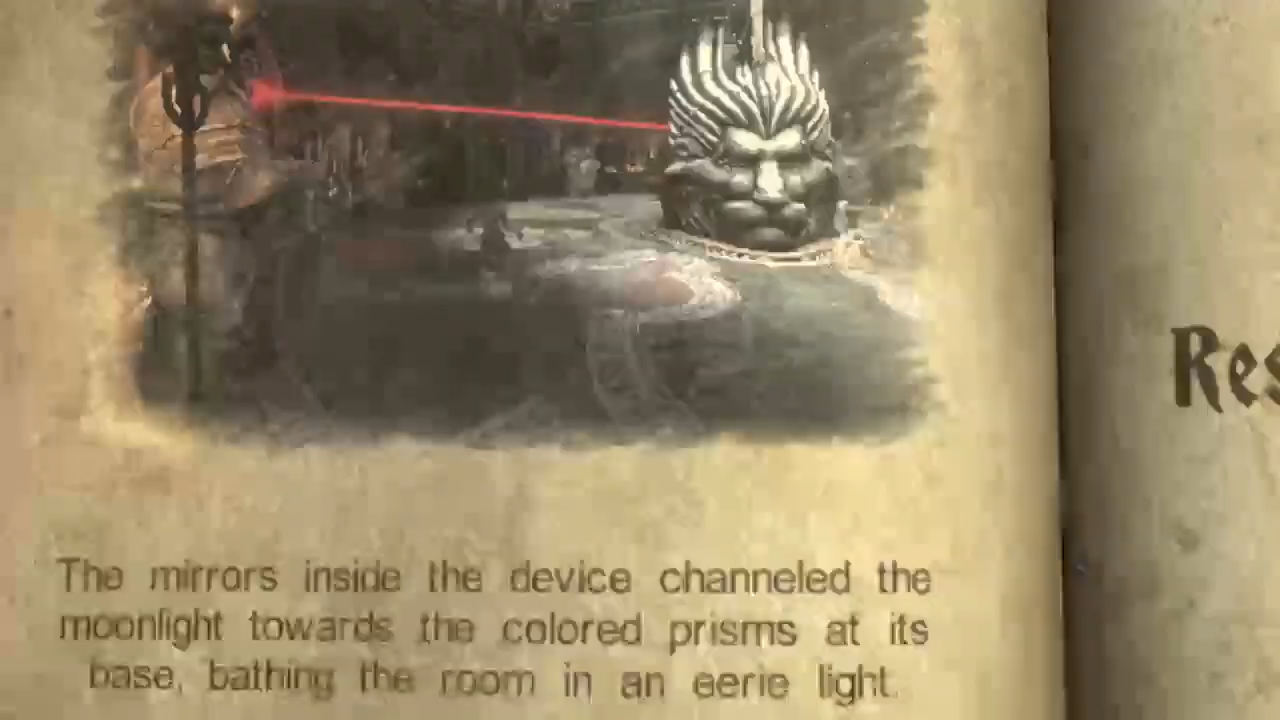 The mirrors inside the device channeled the
moonlight towards the colored prisms at its
base, bathing the room in an eerie light.
Res